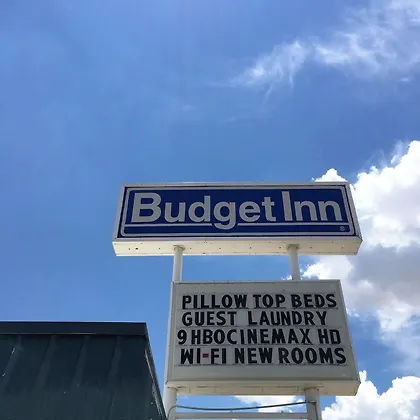 Budget Inn ®
PILLOW TOP BEDS
GUEST LAUNDRY
9 HBOCINEMAX HD
WI-FI NEW ROOMS